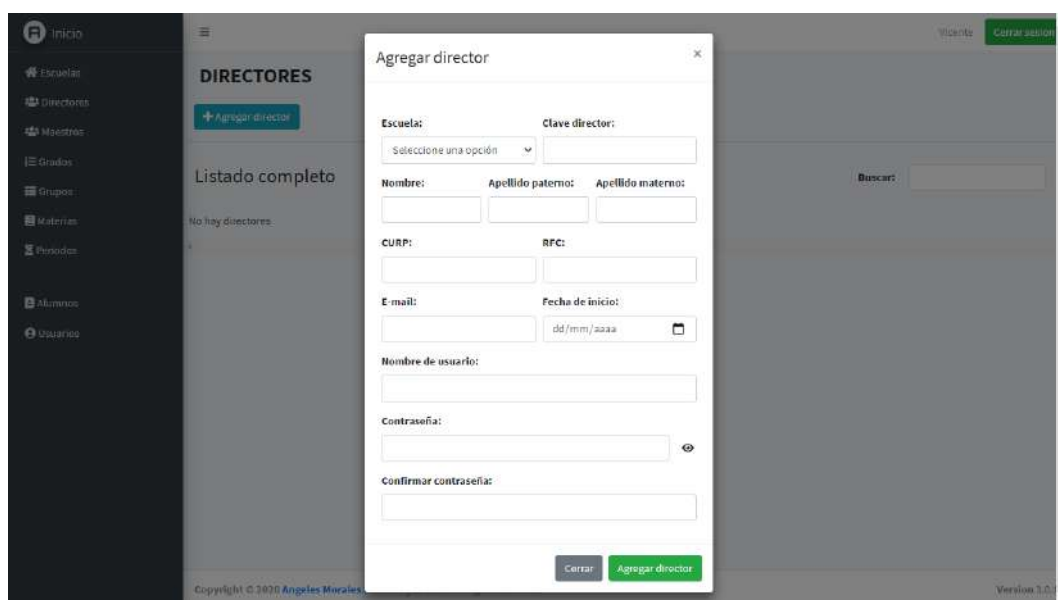 Inicio
Vicente
Cerrar sesion
Escuelas
Directores
Maestros
Grados
Grupos
Materias
Periodos
Alumnos
Usuarios
DIRECTORES
Agregar director
Listado completo
Buscar:
No hay directores
Agregar director
×
Escuela: Clave director:
Seleccione una opción
Nombre: Apellido paterno: Apellido materno:
CURP: RFC:
E-mail: Fecha de inicio:
dd/mm/aaaa
Nombre de usuario:
Contraseña:
Confirmar contraseña:
Cerrar Agregar director
Copyright © 2020 Angeles Morales.
Version 3.0.